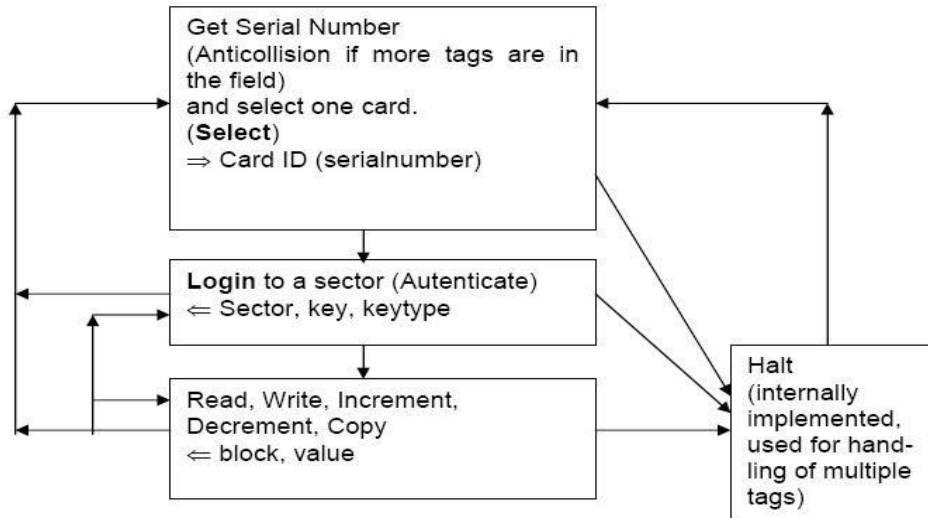 Get Serial Number
(Anticollision if more tags are in
the field)
and select one card.
(Select)
⇒ Card ID (serialnumber)
Login to a sector (Autenticate)
⇐ Sector, key, keytype
Read, Write, Increment,
Decrement, Copy
⇐ block, value
Halt
(internally
implemented,
used for hand-
ling of multiple
tags)